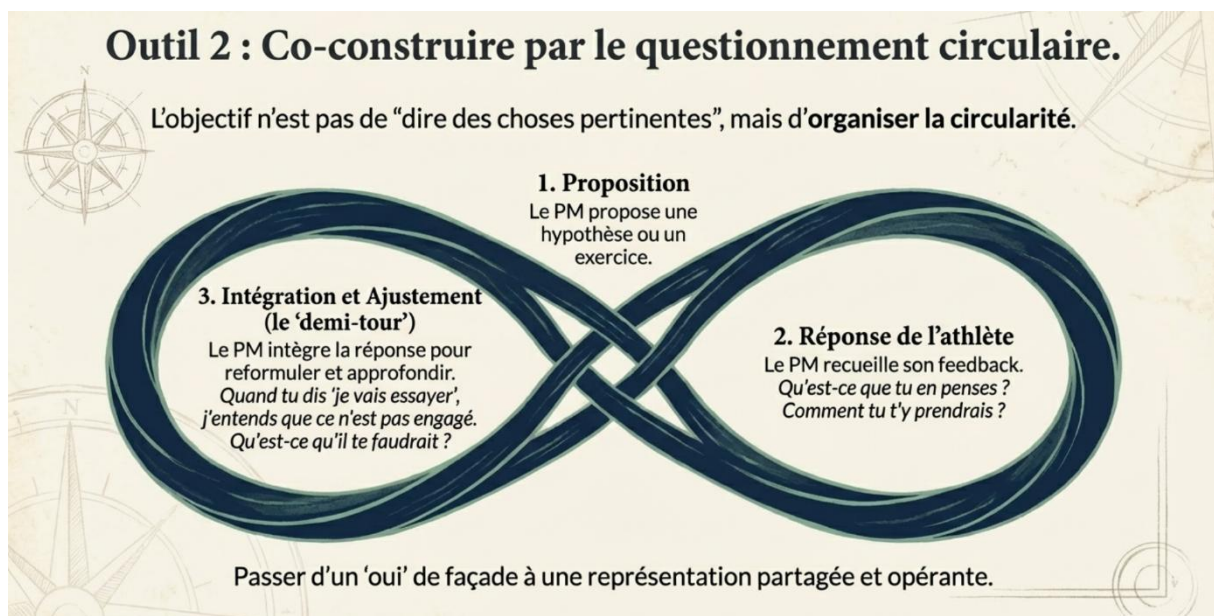 Outil 2 : Co-construire par le questionnement circulaire.
L'objectif n'est pas de “dire des choses pertinentes”, mais d'organiser la circularité.
1. Proposition
Le PM propose une
hypothèse ou un
exercice.
2. Réponse de l'athlète
Le PM recueille son feedback.
Qu'est-ce que tu en penses ?
Comment tu t'y prendrais ?
3. Intégration et Ajustement
(le ‘demi-tour’)
Le PM intègre la réponse pour
reformuler et approfondir.
Quand tu dis ‘je vais essayer’,
j'entends que ce n'est pas engagé.
Qu'est-ce qu'il te faudrait ?
Passer d'un ‘oui’ de façade à une représentation partagée et opérante.
N
N